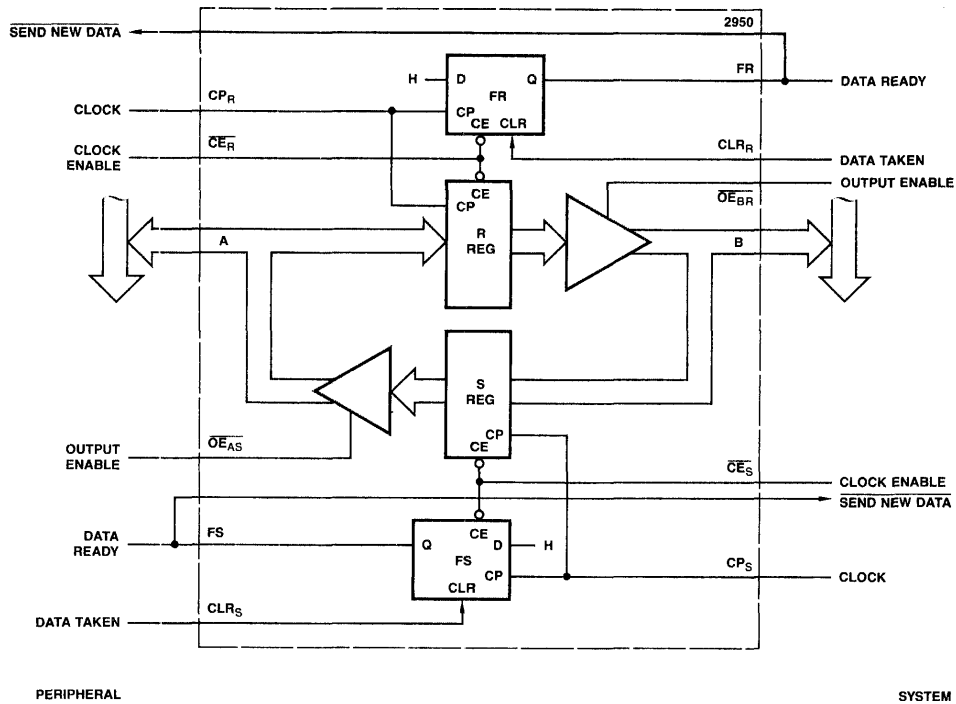 SEND NEW DATA
2950
FR
DATA READY
H
D
Q
FR
CP
CE
CLR
CLOCK
CPR
CLOCK
ENABLE
CER
CLRR
DATA TAKEN
OUTPUT ENABLE
OEBR
CE
CP
R
REG
A
B
S
REG
CP
CE
OUTPUT
ENABLE
OEAS
CES
CLOCK ENABLE
SEND NEW DATA
DATA
READY
FS
Q
CE
D
H
FS
CP
CLR
CPS
CLOCK
DATA TAKEN
CLRS
PERIPHERAL
SYSTEM